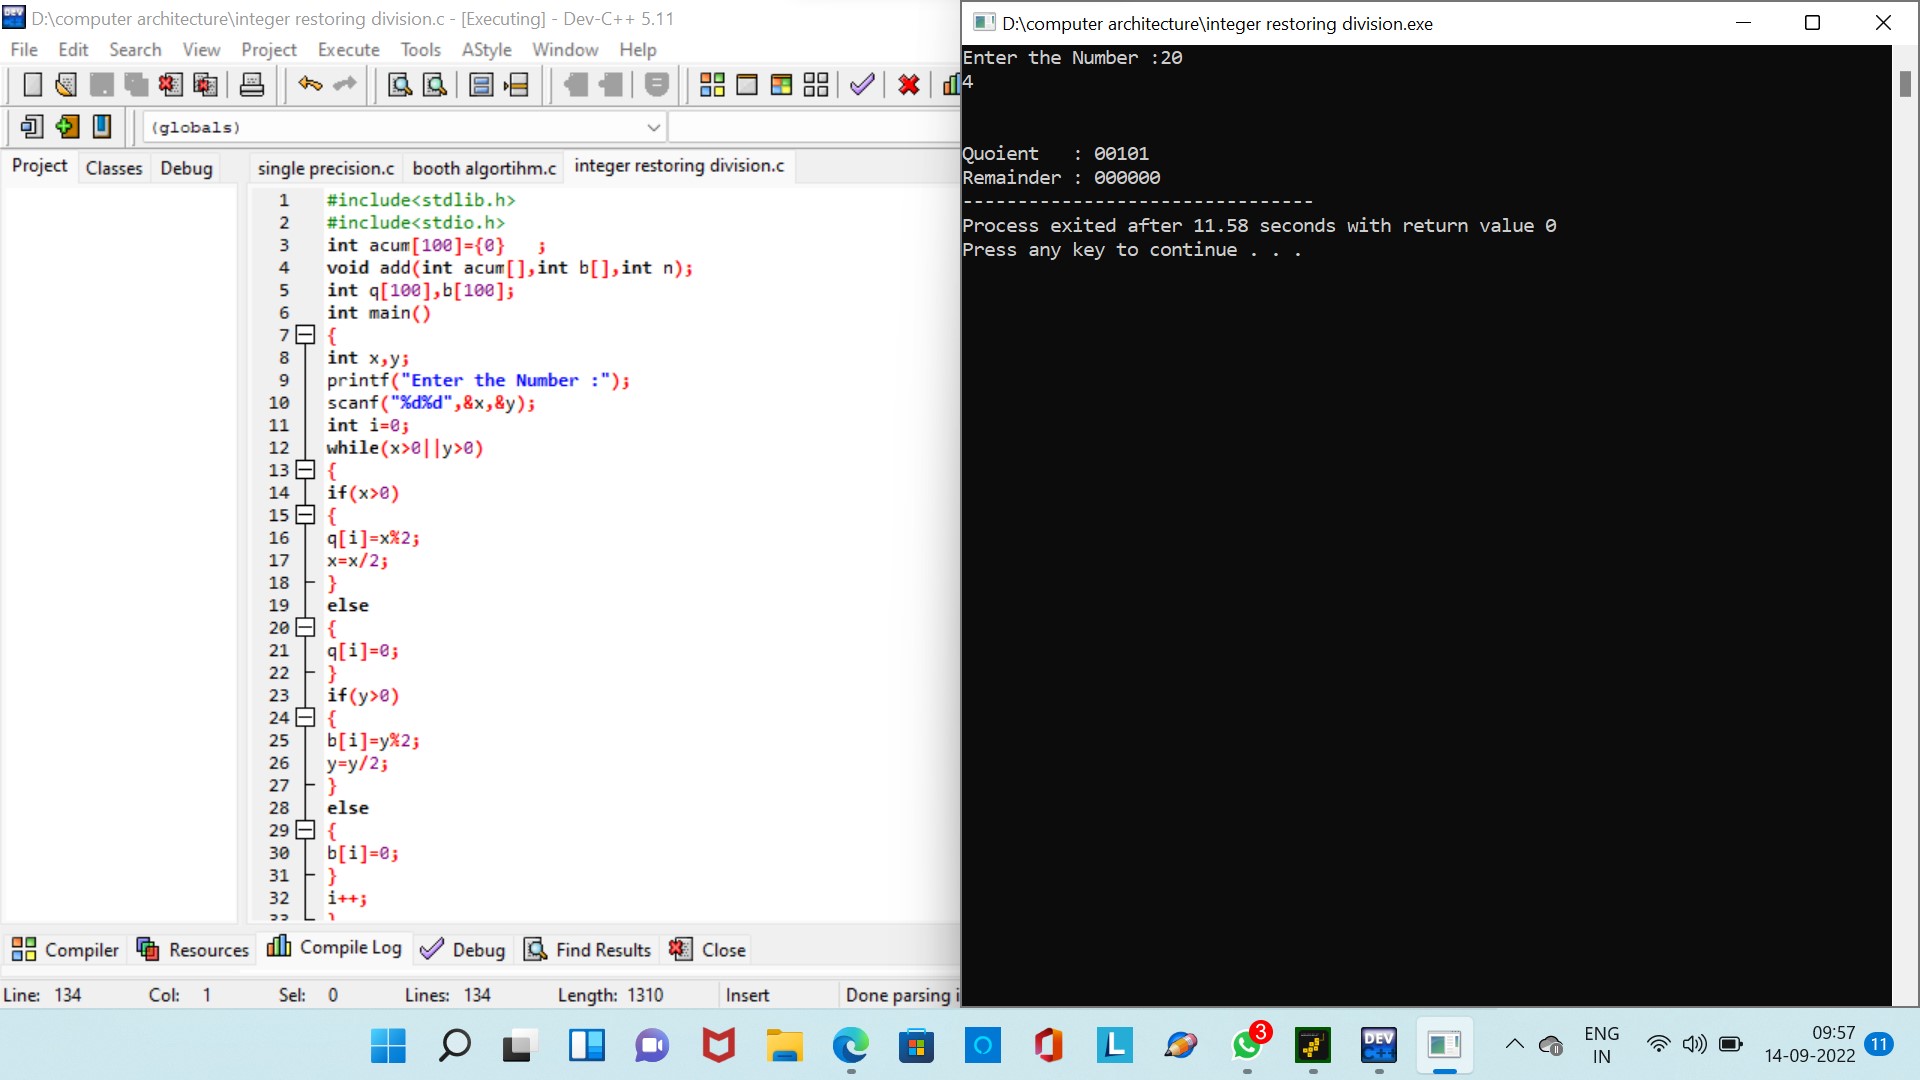 D:\computer architecture\integer restoring division.c - [Executing] - Dev-C++ 5.11
File Edit Search View Project Execute Tools AStyle Window Help
(globals)
Project Classes Debug
single precision.c booth algortihm.c integer restoring division.c
1 #include<stdlib.h>
2 #include<stdio.h>
3 int acum[100]={0} ;
4 void add(int acum[],int b[],int n);
5 int q[100],b[100];
6 int main()
7 {
8 int x,y;
9 printf("Enter the Number :");
10 scanf("%d%d",&x,&y);
11 int i=0;
12 while(x>0||y>0)
13 {
14 if(x>0)
15 {
16 q[i]=x%2;
17 x=x/2;
18 }
19 else
20 {
21 q[i]=0;
22 }
23 if(y>0)
24 {
25 b[i]=y%2;
26 y=y/2;
27 }
28 else
29 {
30 b[i]=0;
31 }
32 i++;
33 }
Compiler Resources Compile Log Debug Find Results Close
Line: 134 Col: 1 Sel: 0 Lines: 134 Length: 1310 Insert Done parsing i
D:\computer architecture\integer restoring division.exe
Enter the Number :20
4
Quoient : 00101
Remainder : 000000
--------------------------------
Process exited after 11.58 seconds with return value 0
Press any key to continue . . .
3
L
DEV
C++
ENG
IN
09:57
14-09-2022
11